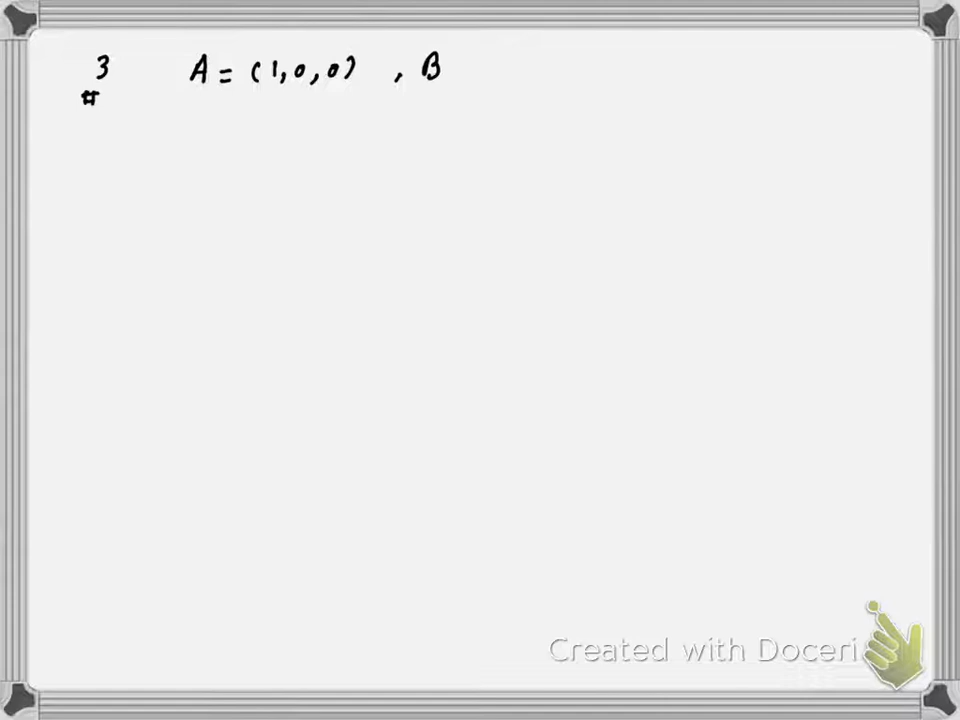 3 A = (1,0,0) , B
#
Created with Doceri